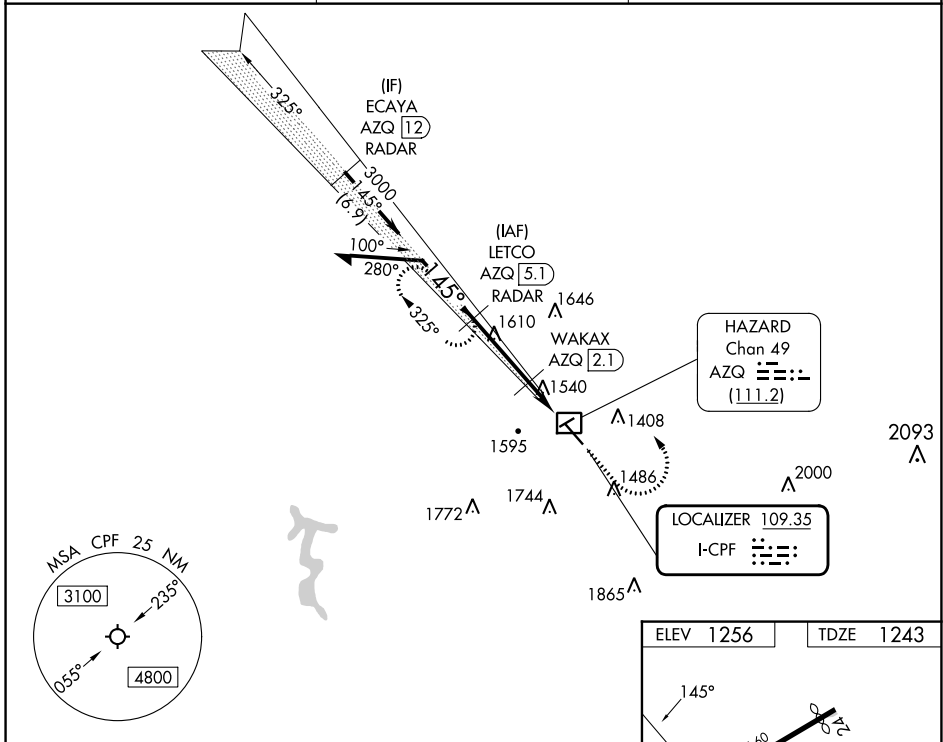 325°
(IF)
ECAYA
AZQ 12
RADAR
3000
145°
(6.9)
100°
280°
145°
325°
(IAF)
LETCO
AZQ 5.1
RADAR
1646
1610
WAKAX
AZQ 2.1
1540
HAZARD
Chan 49
AZQ
(111.2)
1408
1595
2093
1486
2000
1772
1744
LOCALIZER 109.35
I-CPF
1865
MSA CPF 25 NM
3100
235°
055°
4800
ELEV 1256
TDZE 1243
145°
24